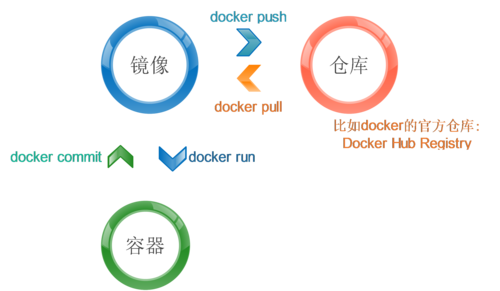 docker push
镜像
仓库
docker pull
比如docker的官方仓库：
Docker Hub Registry
docker commit
docker run
容器